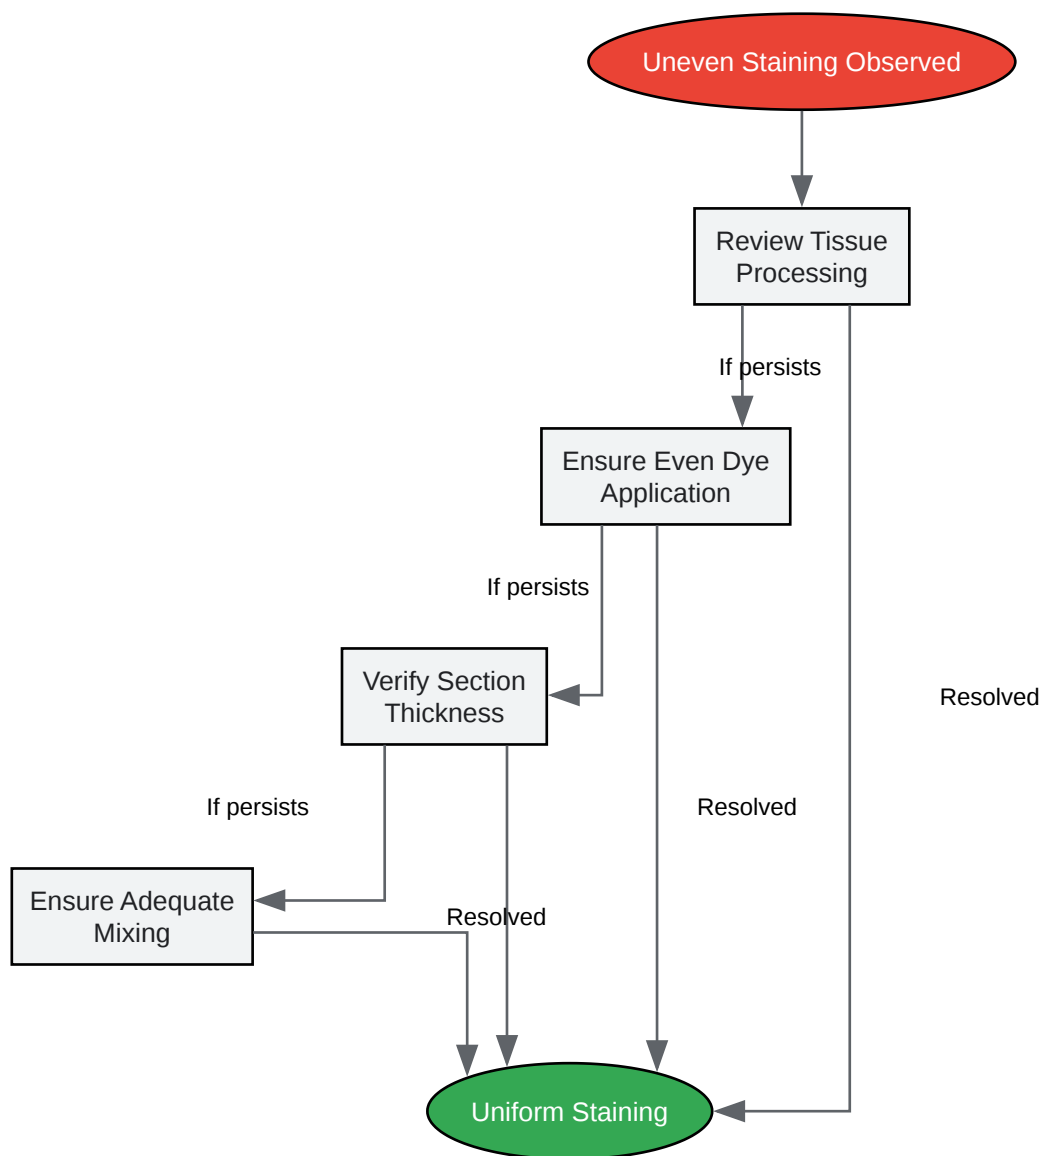 Uneven Staining Observed
Review Tissue
Processing
If persists
Ensure Even Dye
Application
If persists
Verify Section
Thickness
Resolved
If persists
Resolved
Ensure Adequate
Mixing
Resolved
Uniform Staining